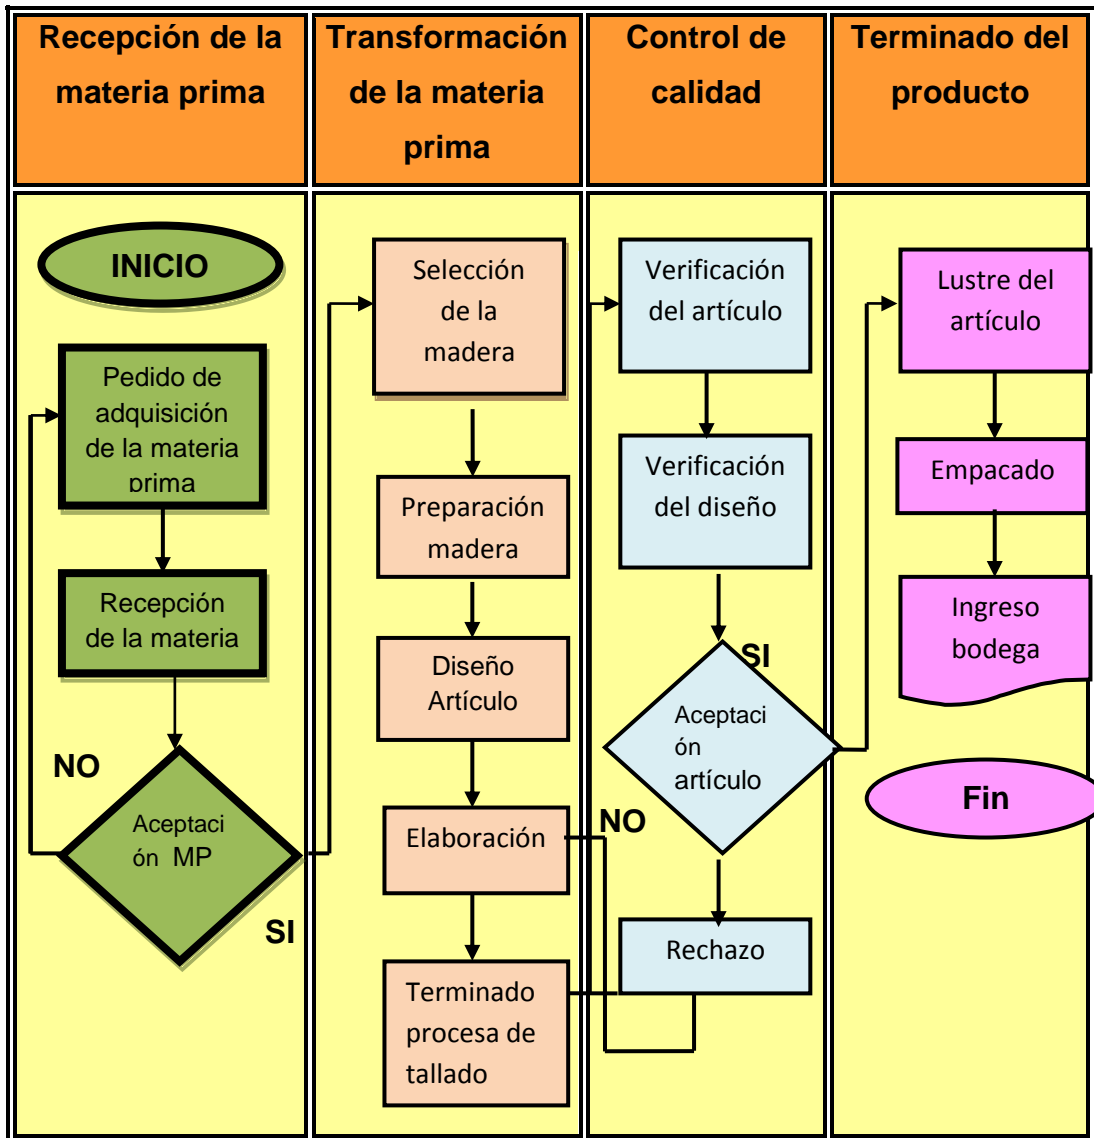 Recepción de la
materia prima
Transformación
de la materia
prima
Control de
calidad
Terminado del
producto
INICIO
Pedido de
adquisición
de la materia
prima
Recepción
de la materia
NO
Aceptaci
ón MP
SI
Selección
de la
madera
Preparación
madera
Diseño
Artículo
Elaboración
Terminado
procesa de
tallado
Verificación
del artículo
Verificación
del diseño
SI
Aceptaci
ón
artículo
NO
Rechazo
Lustre del
artículo
Empacado
Ingreso
bodega
Fin